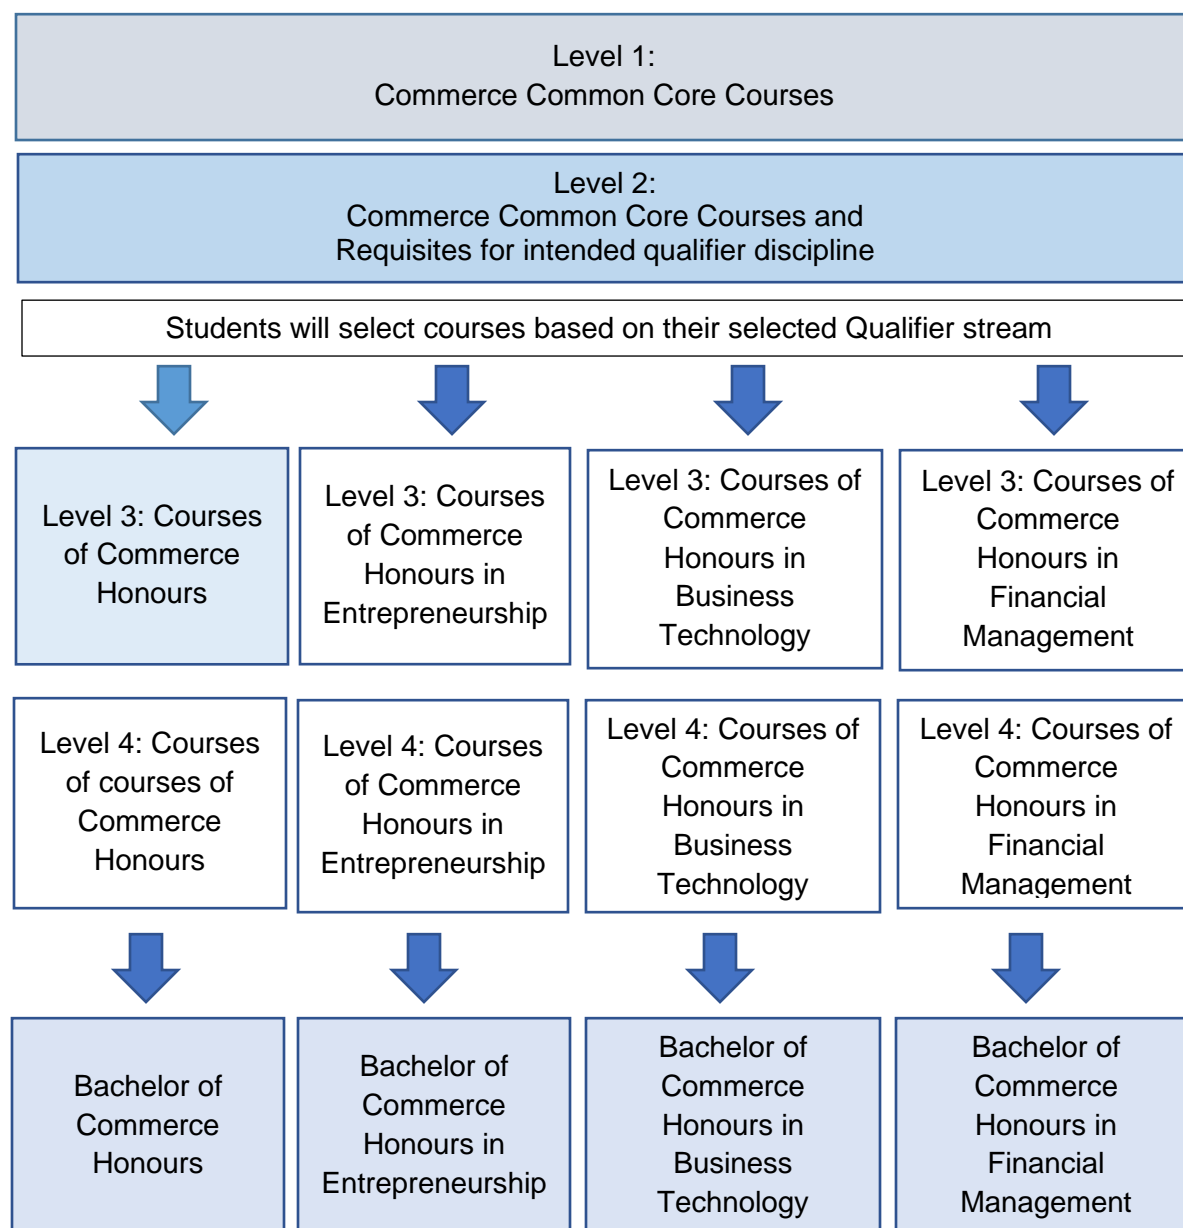 Level 1:
Commerce Common Core Courses
Level 2:
Commerce Common Core Courses and
Requisites for intended qualifier discipline
Students will select courses based on their selected Qualifier stream
Level 3: Courses
of Commerce
Honours
Level 3: Courses
of Commerce
Honours in
Entrepreneurship
Level 3: Courses of
Commerce
Honours in
Business
Technology
Level 3: Courses of
Commerce
Honours in
Financial
Management
Level 4: Courses
of courses of
Commerce
Honours
Level 4: Courses
of Commerce
Honours in
Entrepreneurship
Level 4: Courses of
Commerce
Honours in
Business
Technology
Level 4: Courses of
Commerce
Honours in
Financial
Management
Bachelor of
Commerce
Honours
Bachelor of
Commerce
Honours in
Entrepreneurship
Bachelor of
Commerce
Honours in
Business
Technology
Bachelor of
Commerce
Honours in
Financial
Management